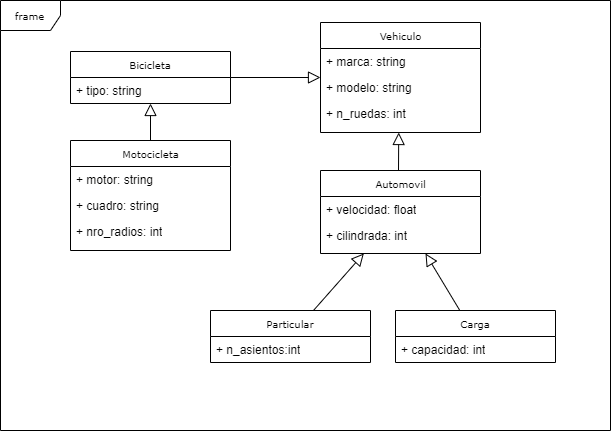 frame
Vehiculo
+ marca: string
+ modelo: string
+ n_ruedas: int
Bicicleta
+ tipo: string
Motocicleta
+ motor: string
+ cuadro: string
+ nro_radios: int
Automovil
+ velocidad: float
+ cilindrada: int
Particular
+ n_asientos:int
Carga
+ capacidad: int